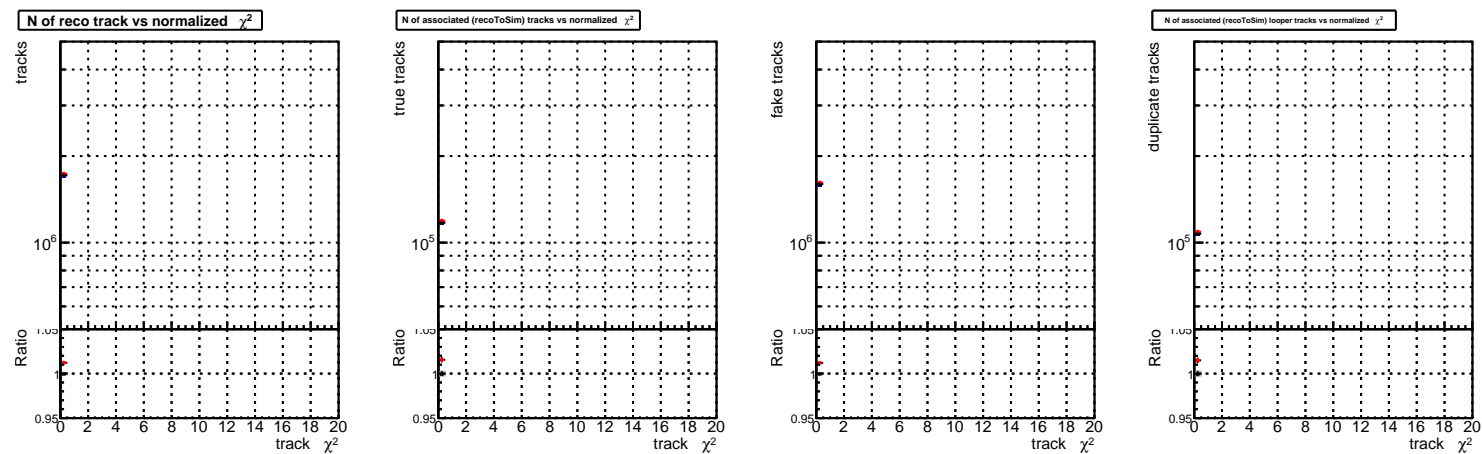 N of reco track vs normalized χ²
tracks
10⁶
1.05
Ratio
1
0.95
0 2 4 6 8 10 12 14 16 18 20
track χ²
N of associated (recoToSim) tracks vs normalized χ²
true tracks
10⁵
1.05
Ratio
1
0.95
0 2 4 6 8 10 12 14 16 18 20
track χ²
fake tracks
10⁶
1.05
Ratio
1
0.95
0 2 4 6 8 10 12 14 16 18 20
track χ²
N of associated (recoToSim) looper tracks vs normalized χ²
duplicate tracks
10⁵
1.05
Ratio
1
0.95
0 2 4 6 8 10 12 14 16 18 20
track χ²